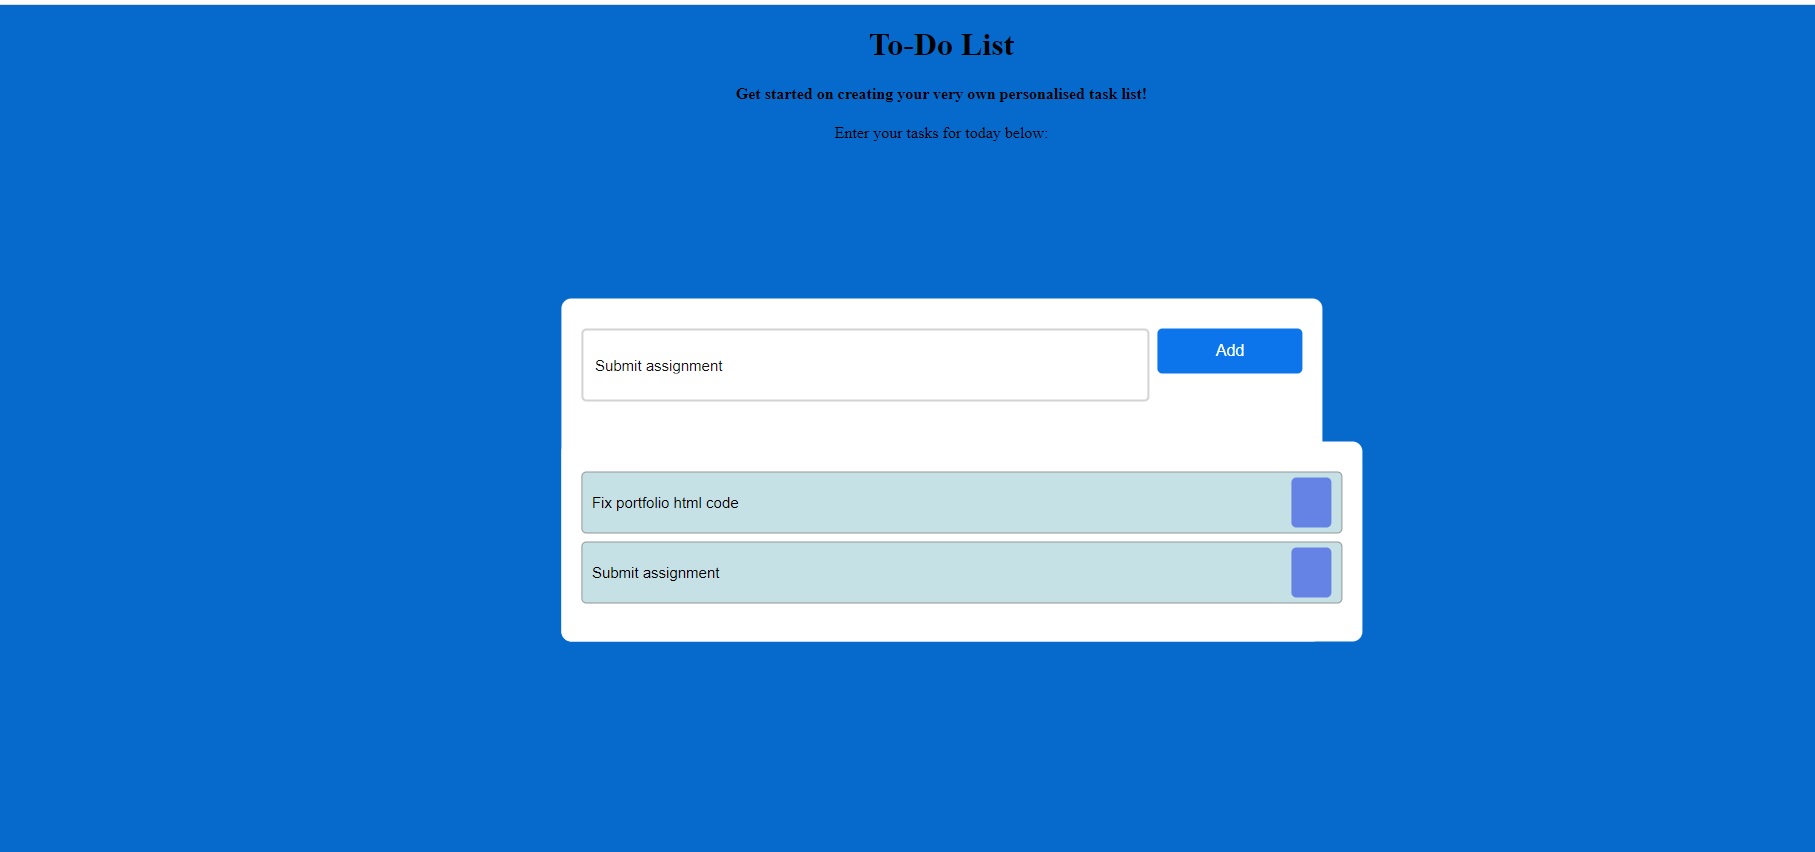 To-Do List
Get started on creating your very own personalised task list!
Enter your tasks for today below:
Submit assignment
Add
Fix portfolio html code
Submit assignment